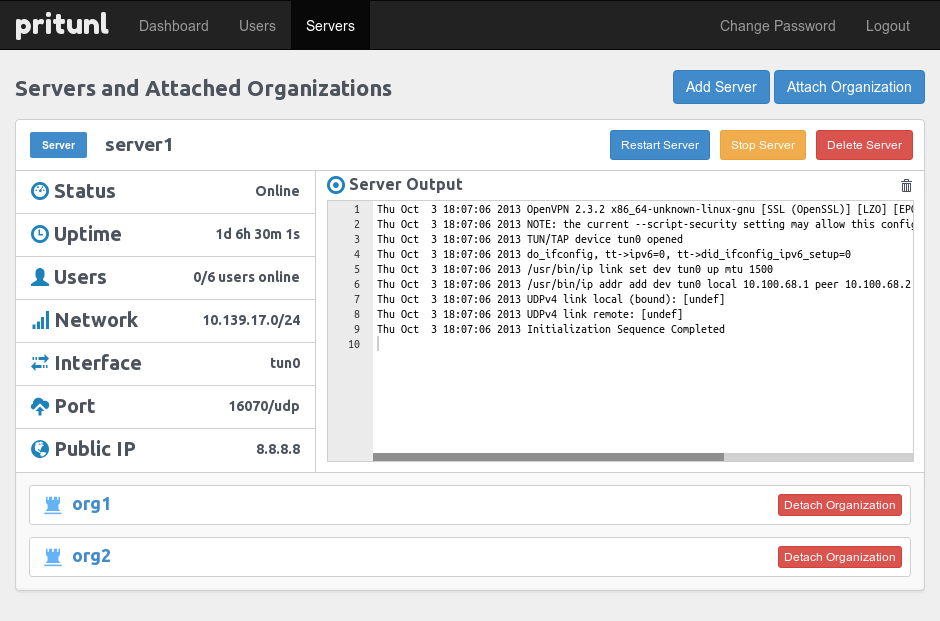 pritunl Dashboard Users Servers Change Password Logout
Servers and Attached Organizations Add Server Attach Organization
Server server1 Restart Server Stop Server Delete Server
Status Online
Uptime 1d 6h 30m 1s
Users 0/6 users online
Network 10.139.17.0/24
Interface tun0
Port 16070/udp
Public IP 8.8.8.8
Server Output
1 Thu Oct  3 18:07:06 2013 OpenVPN 2.3.2 x86_64-unknown-linux-gnu [SSL (OpenSSL)] [LZO] [EPO
2 Thu Oct  3 18:07:06 2013 NOTE: the current --script-security setting may allow this config
3 Thu Oct  3 18:07:06 2013 TUN/TAP device tun0 opened
4 Thu Oct  3 18:07:06 2013 do_ifconfig, tt->ipv6=0, tt->did_ifconfig_ipv6_setup=0
5 Thu Oct  3 18:07:06 2013 /usr/bin/ip link set dev tun0 up mtu 1500
6 Thu Oct  3 18:07:06 2013 /usr/bin/ip addr add dev tun0 local 10.100.68.1 peer 10.100.68.2
7 Thu Oct  3 18:07:06 2013 UDPv4 link local (bound): [undef]
8 Thu Oct  3 18:07:06 2013 UDPv4 link remote: [undef]
9 Thu Oct  3 18:07:06 2013 Initialization Sequence Completed
10
org1 Detach Organization
org2 Detach Organization